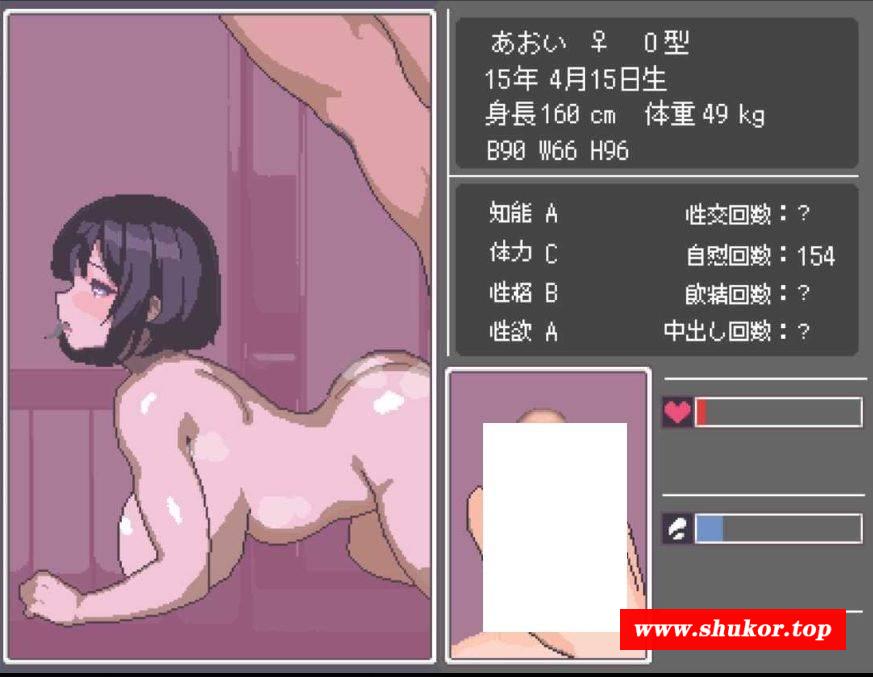 あおい ♀ O型
15年 4月15日生
身長160 cm 体重49 kg
B90 W66 H96
知能 A 性交回数：?
体力 C 自慰回数：154
性格 B 飲精回数：?
性欲 A 中出し回数：?
www.shukor.top